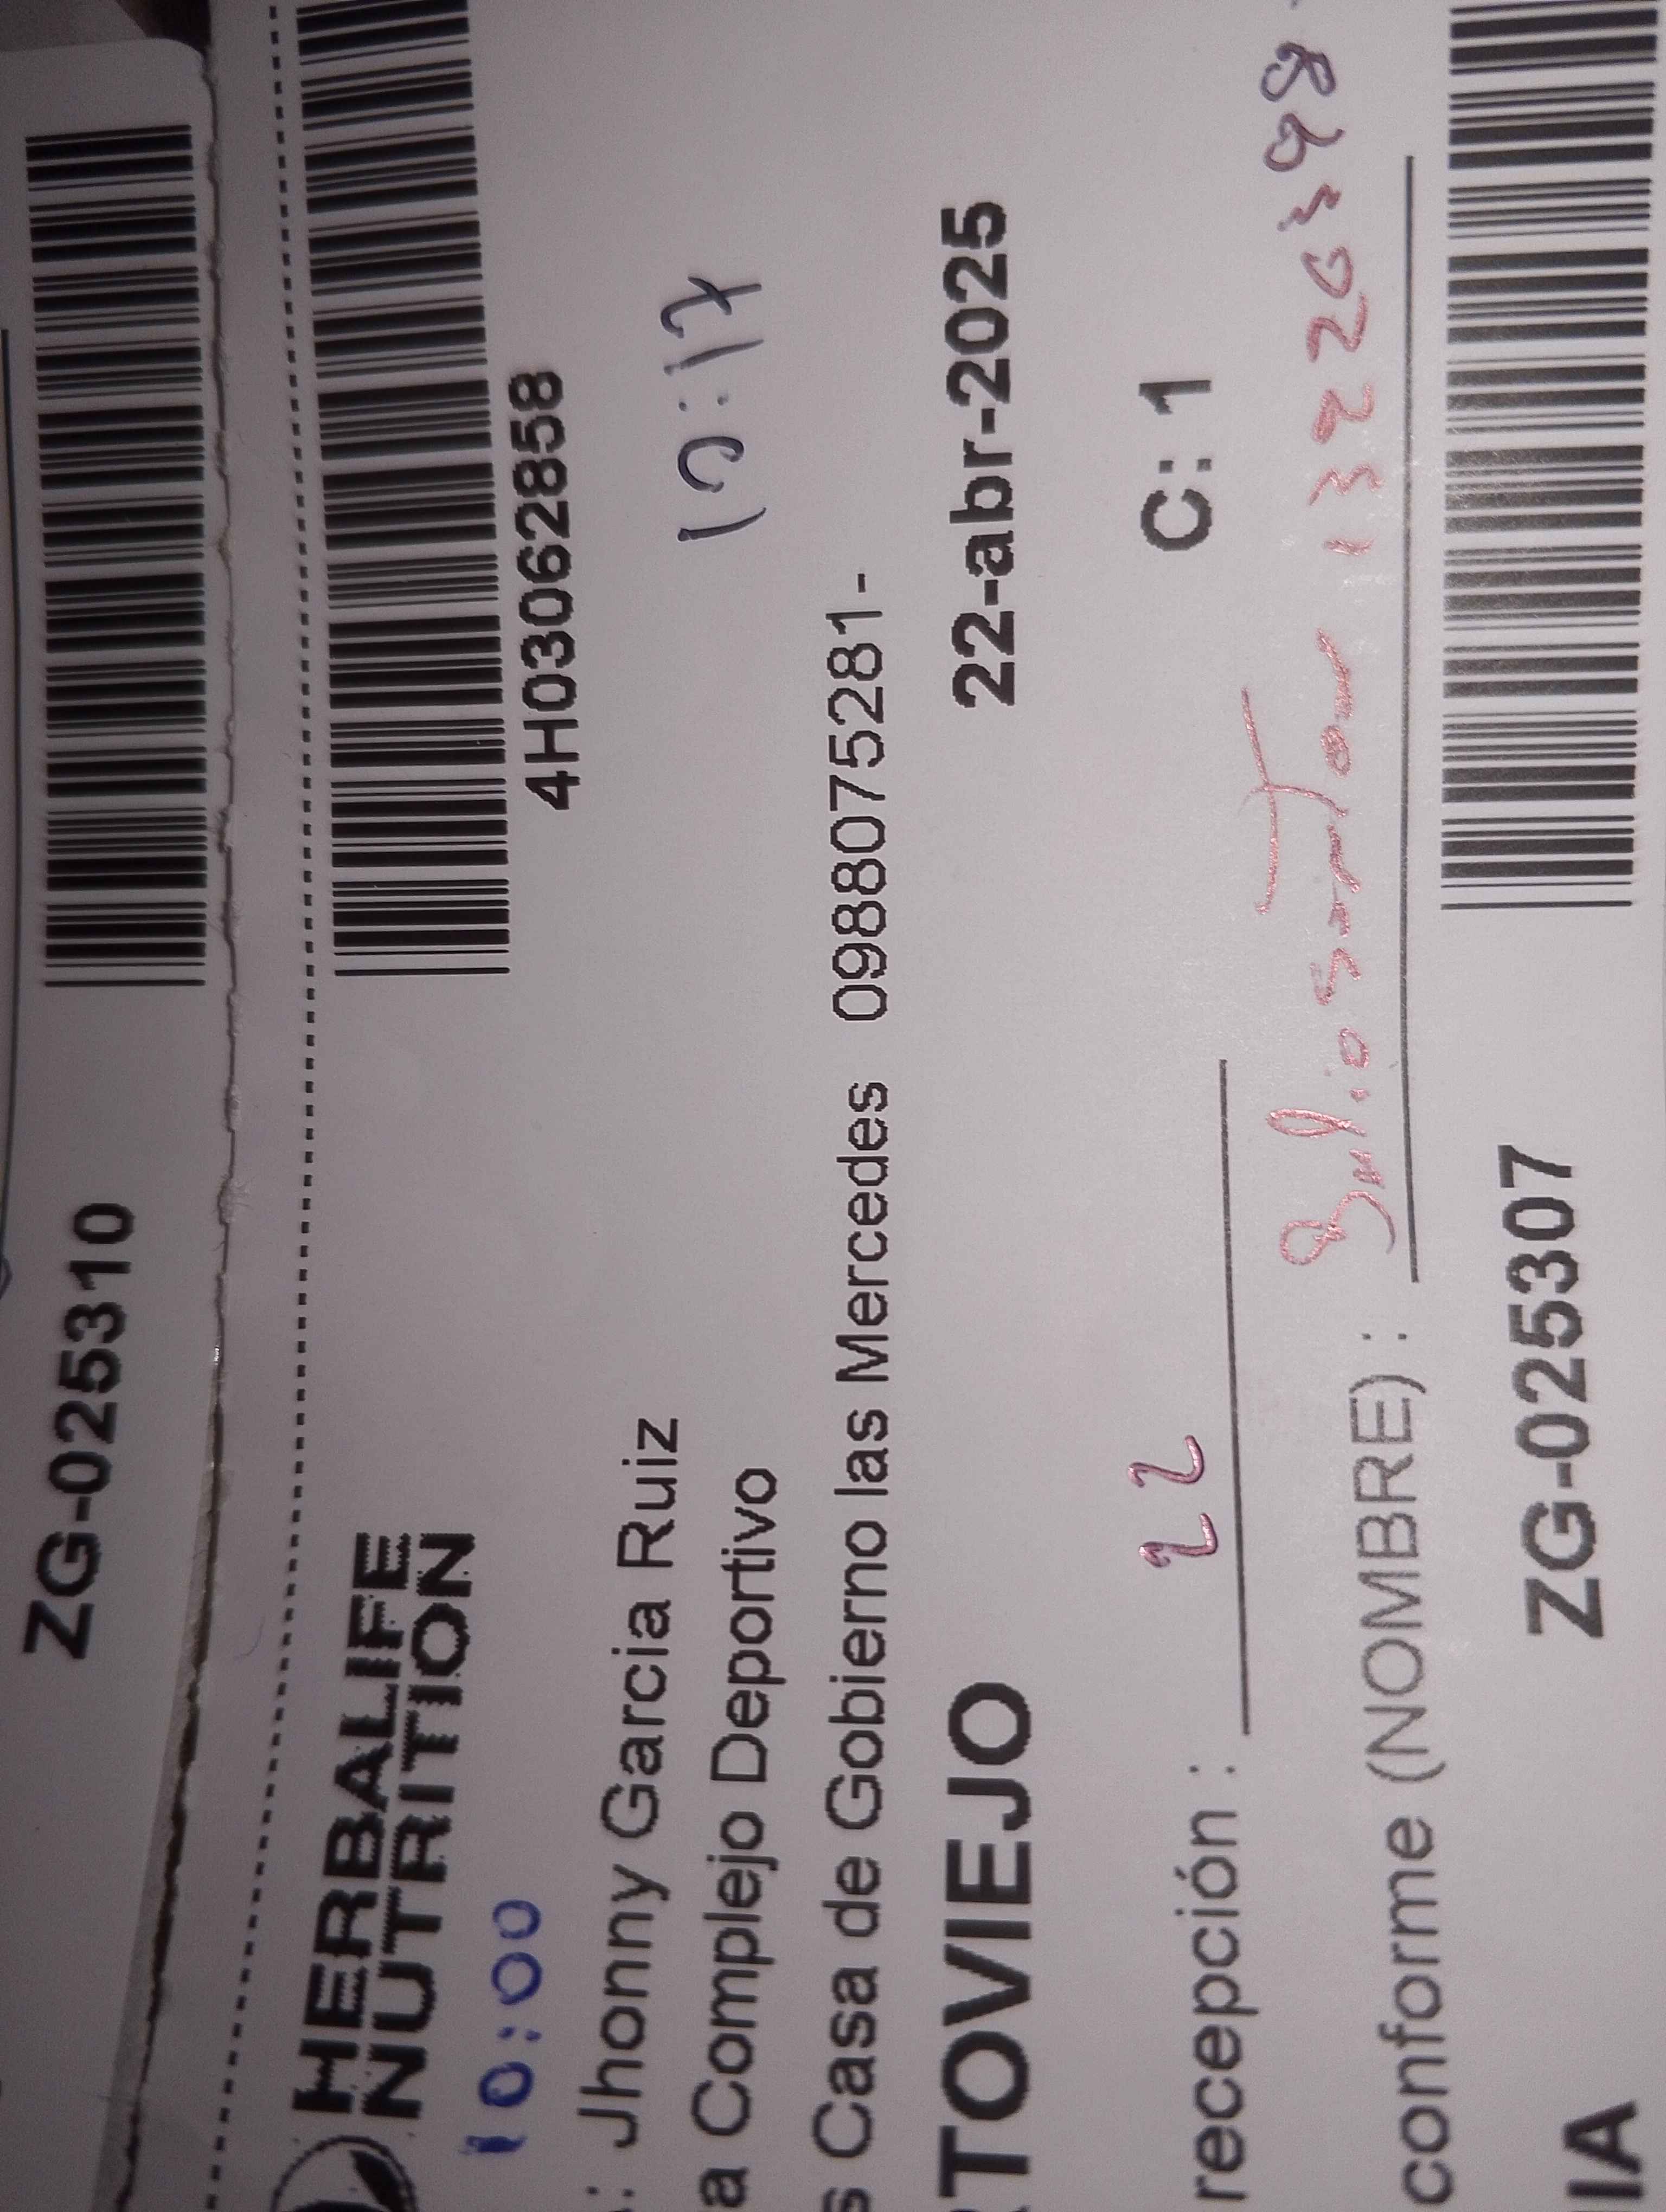 ZG-025310
HERBALIFE
NUTRITION
10:00
4H03062858
: Jhonny Garcia Ruiz
10:17
a Complejo Deportivo
s Casa de Gobierno las Mercedes 0988075281-
TOVIEJO 22-abr-2025
recepción : 22 C: 1
conforme (NOMBRE) :
ZG-025307
IA